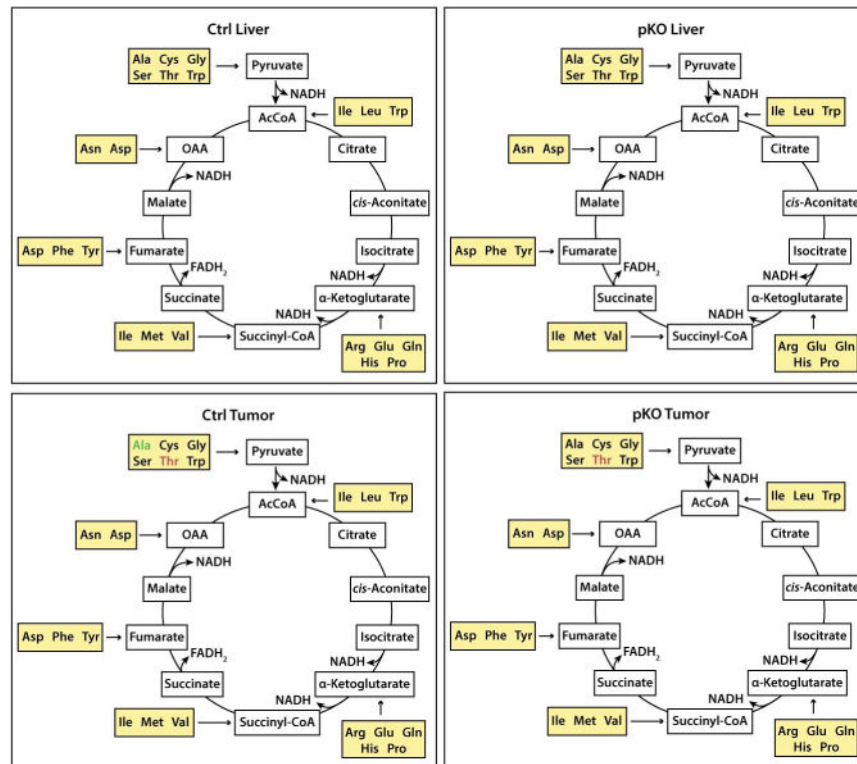 Ctrl Liver
Ala Cys Gly
Ser Thr Trp
Pyruvate
NADH
AcCoA
Ile Leu Trp
Asn Asp
OAA
Citrate
NADH
Malate
cis-Aconitate
Asp Phe Tyr
Fumarate
Isocitrate
FADH2
NADH
Succinate
α-Ketoglutarate
NADH
Ile Met Val
Succinyl-CoA
Arg Glu Gln
His Pro
pKO Liver
Ala Cys Gly
Ser Thr Trp
Pyruvate
NADH
AcCoA
Ile Leu Trp
Asn Asp
OAA
Citrate
NADH
Malate
cis-Aconitate
Asp Phe Tyr
Fumarate
Isocitrate
FADH2
NADH
Succinate
α-Ketoglutarate
NADH
Ile Met Val
Succinyl-CoA
Arg Glu Gln
His Pro
Ctrl Tumor
Ala Cys Gly
Ser Thr Trp
Pyruvate
NADH
AcCoA
Ile Leu Trp
Asn Asp
OAA
Citrate
NADH
Malate
cis-Aconitate
Asp Phe Tyr
Fumarate
Isocitrate
FADH2
NADH
Succinate
α-Ketoglutarate
NADH
Ile Met Val
Succinyl-CoA
Arg Glu Gln
His Pro
pKO Tumor
Ala Cys Gly
Ser Thr Trp
Pyruvate
NADH
AcCoA
Ile Leu Trp
Asn Asp
OAA
Citrate
NADH
Malate
cis-Aconitate
Asp Phe Tyr
Fumarate
Isocitrate
FADH2
NADH
Succinate
α-Ketoglutarate
NADH
Ile Met Val
Succinyl-CoA
Arg Glu Gln
His Pro